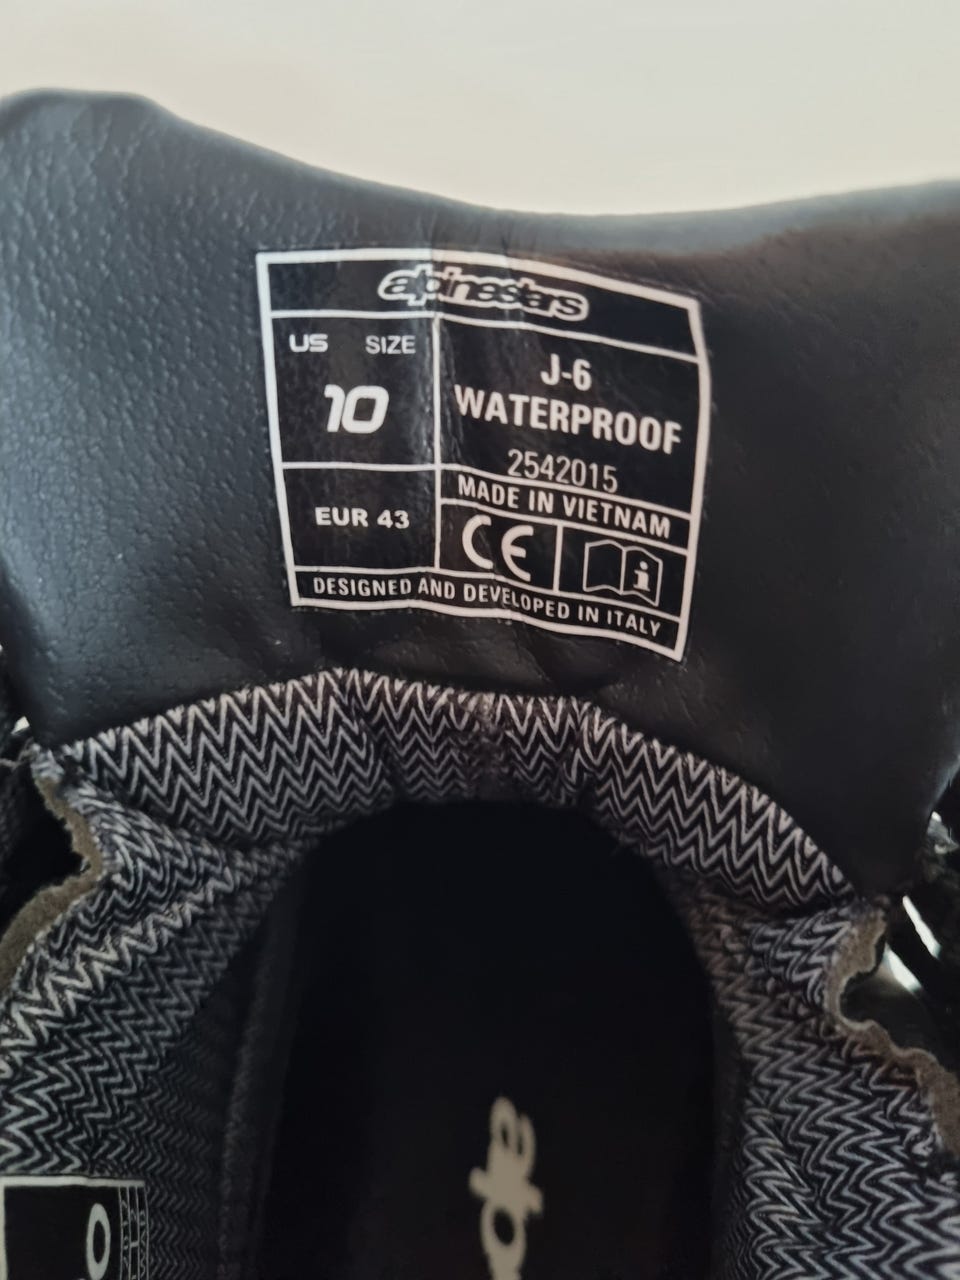 alpinestars
US SIZE
10
EUR 43
J-6
WATERPROOF
2542015
MADE IN VIETNAM
CE
i
DESIGNED AND DEVELOPED IN ITALY